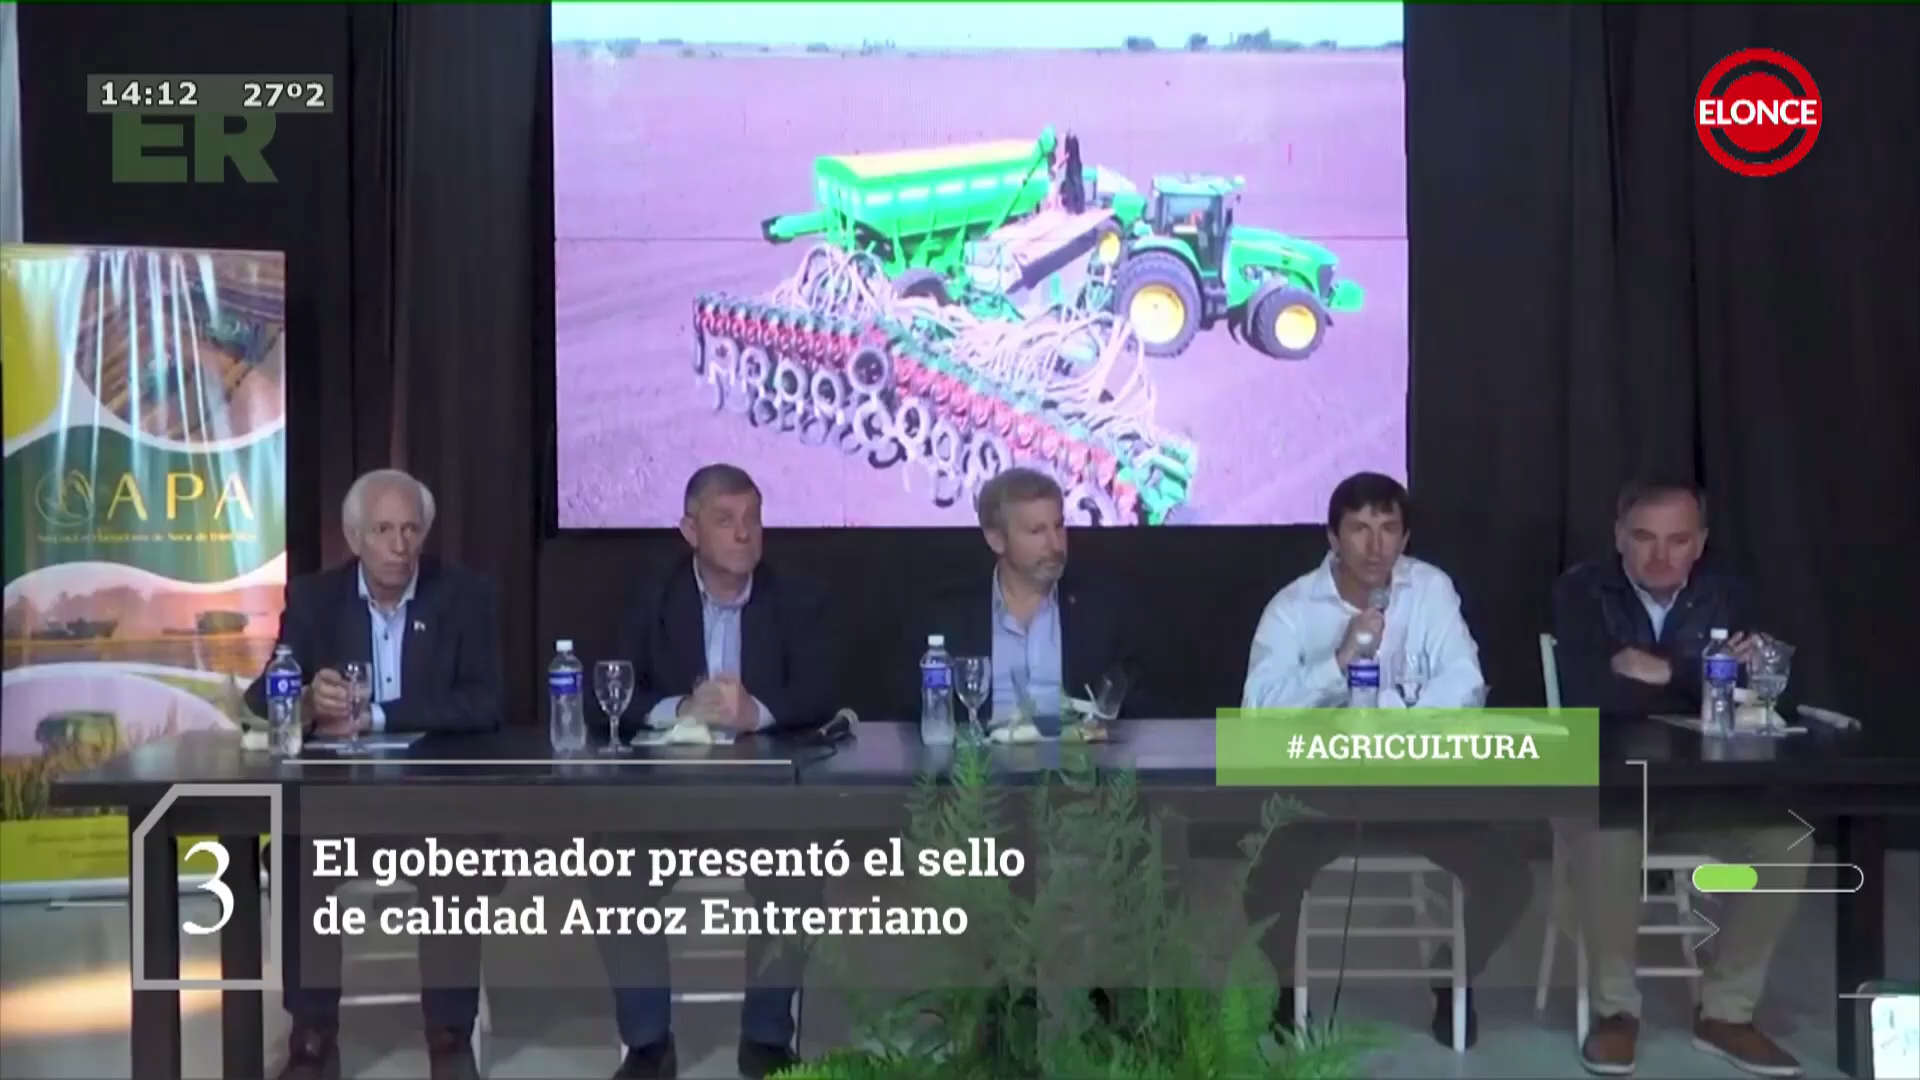 14:12 27º2
ER
ELONCE
APA
#AGRICULTURA
3
El gobernador presentó el sello
de calidad Arroz Entrerriano